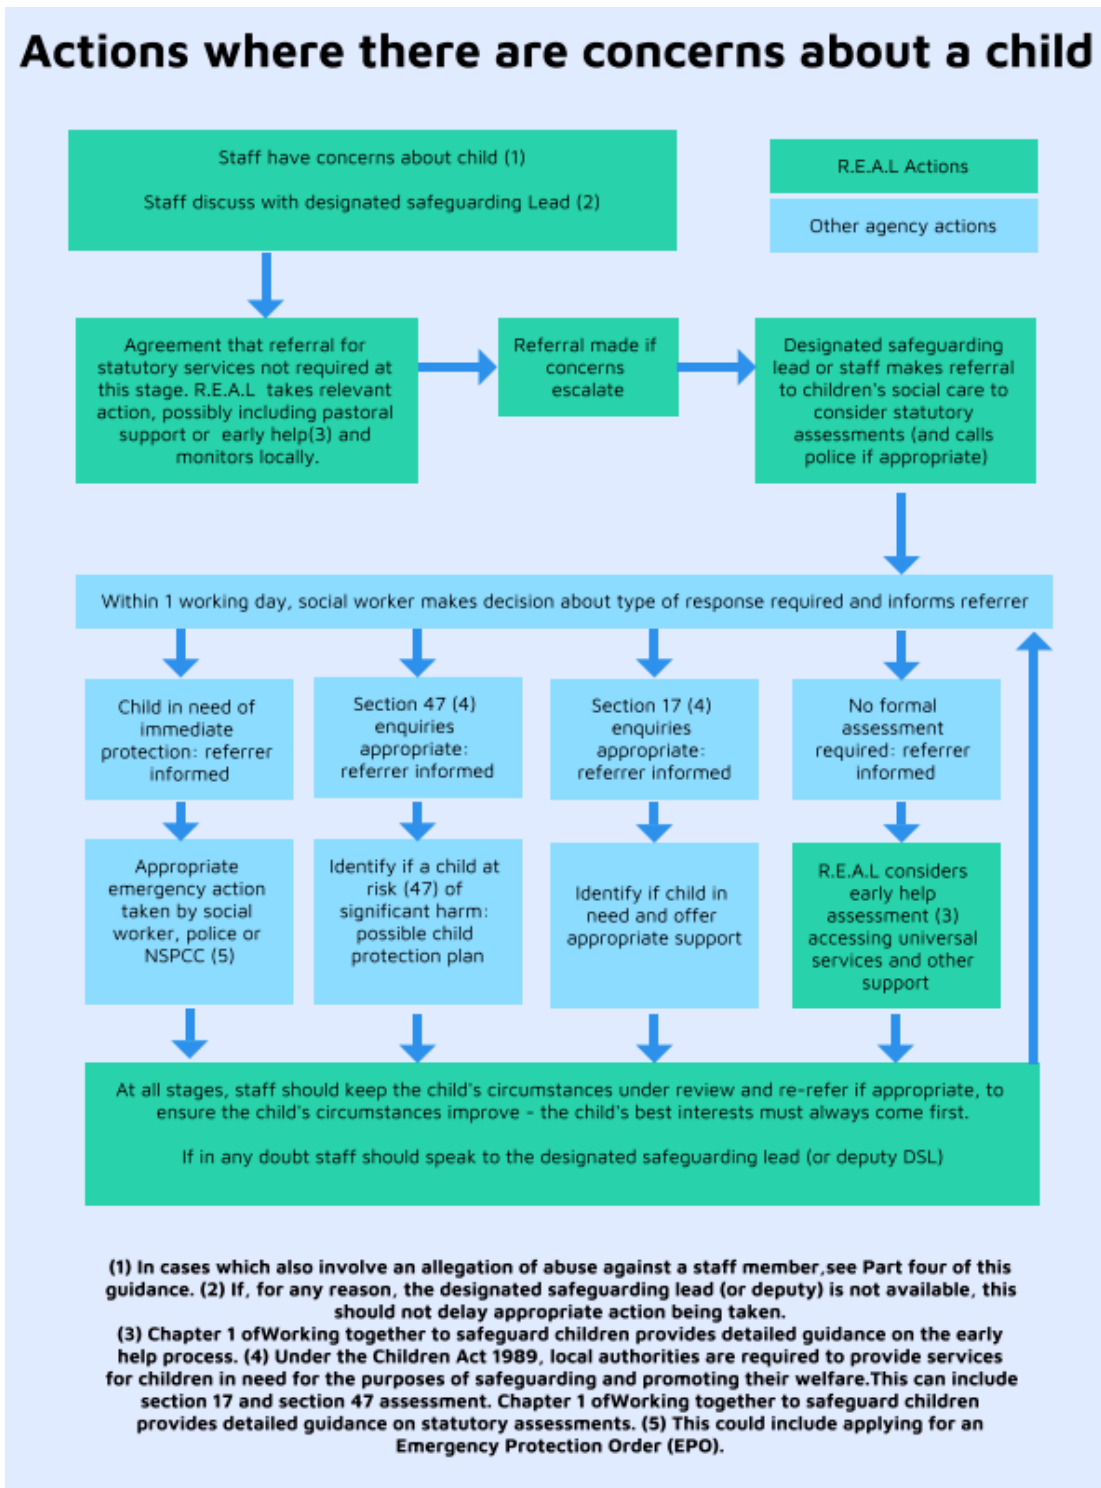 Actions where there are concerns about a child
Staff have concerns about child (1)
Staff discuss with designated safeguarding Lead (2)
R.E.A.L Actions
Other agency actions
Agreement that referral for
statutory services not required at
this stage. R.E.A.L takes relevant
action, possibly including pastoral
support or early help(3) and
monitors locally.
Referral made if
concerns
escalate
Designated safeguarding
lead or staff makes referral
to children's social care to
consider statutory
assessments (and calls
police if appropriate)
Within 1 working day, social worker makes decision about type of response required and informs referrer
Child in need of
immediate
protection: referrer
informed
Section 47 (4)
enquiries
appropriate:
referrer informed
Section 17 (4)
enquiries
appropriate:
referrer informed
No formal
assessment
required: referrer
informed
Appropriate
emergency action
taken by social
worker, police or
NSPCC (5)
Identify if a child at
risk (47) of
significant harm:
possible child
protection plan
Identify if child in
need and offer
appropriate support
R.E.A.L considers
early help
assessment (3)
accessing universal
services and other
support
At all stages, staff should keep the child's circumstances under review and re-refer if appropriate, to
ensure the child's circumstances improve - the child's best interests must always come first.
If in any doubt staff should speak to the designated safeguarding lead (or deputy DSL)
(1) In cases which also involve an allegation of abuse against a staff member,see Part four of this
guidance. (2) If, for any reason, the designated safeguarding lead (or deputy) is not available, this
should not delay appropriate action being taken.
(3) Chapter 1 ofWorking together to safeguard children provides detailed guidance on the early
help process. (4) Under the Children Act 1989, local authorities are required to provide services
for children in need for the purposes of safeguarding and promoting their welfare.This can include
section 17 and section 47 assessment. Chapter 1 ofWorking together to safeguard children
provides detailed guidance on statutory assessments. (5) This could include applying for an
Emergency Protection Order (EPO).